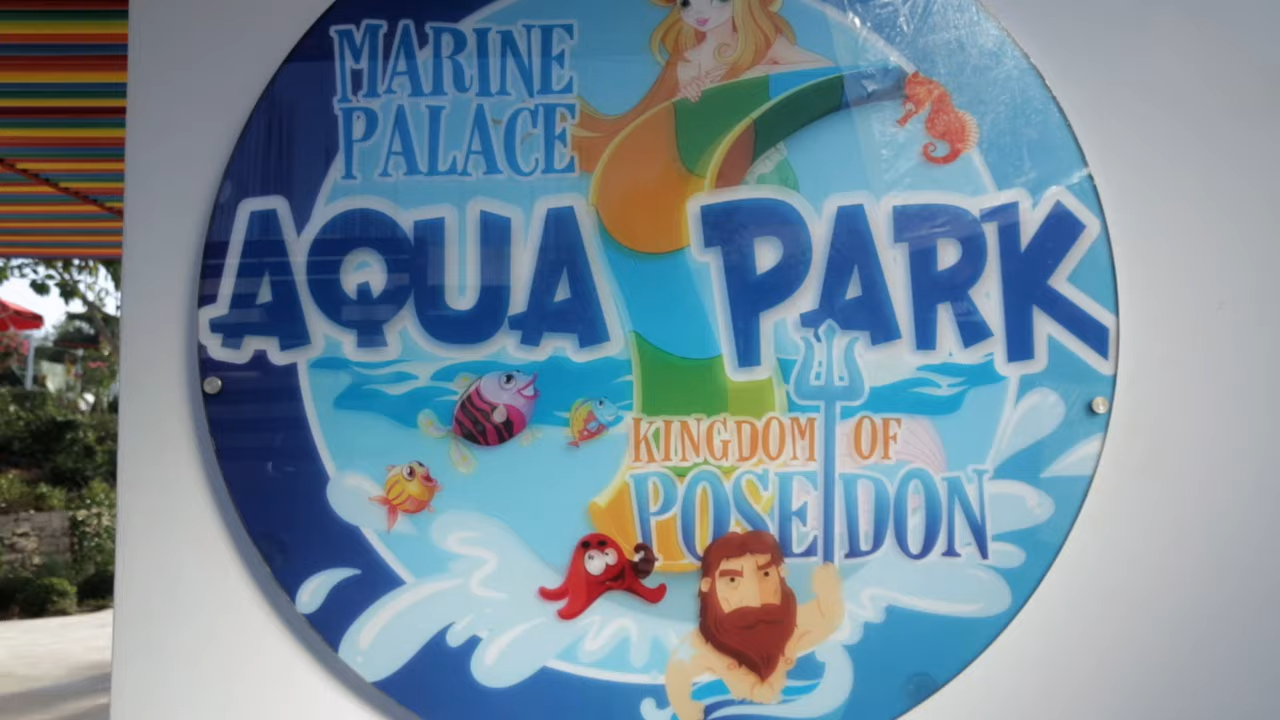 MARINE
PALACE
AQUA PARK
KINGDOM OF
POSEIDON